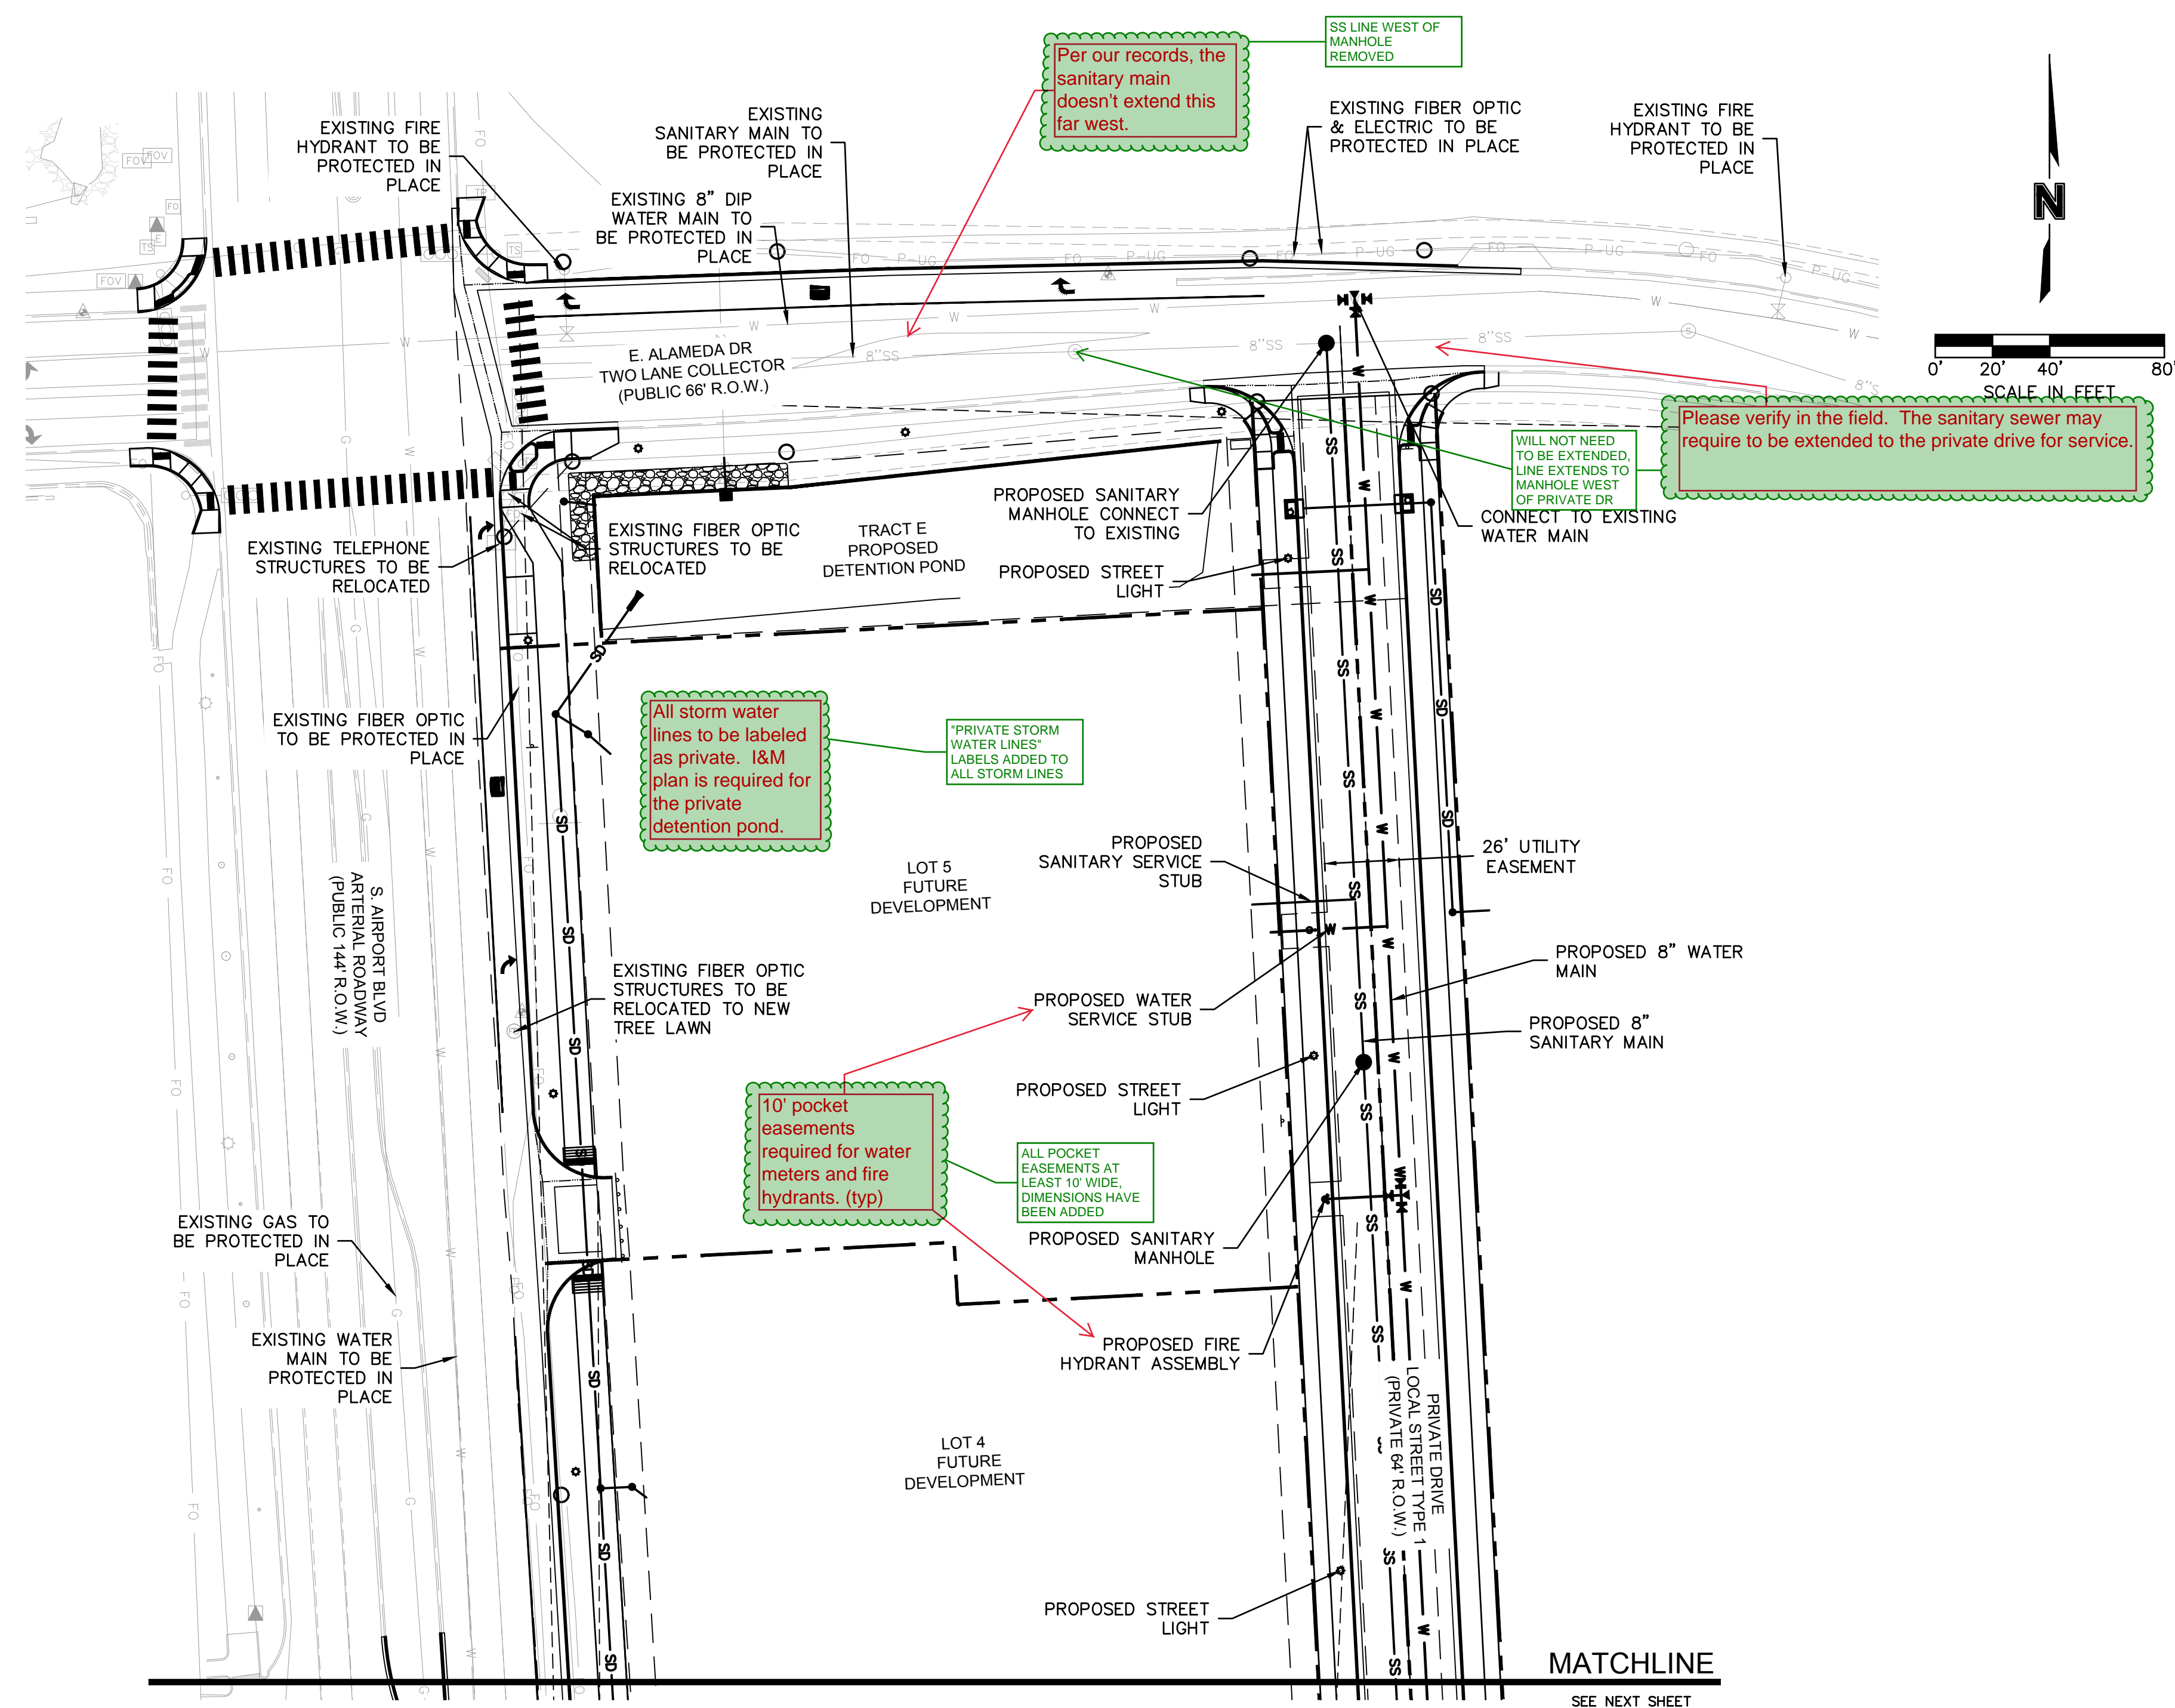 SS LINE WEST OF
MANHOLE
REMOVED
Per our records, the
sanitary main
doesn't extend this
far west.
EXISTING FIRE
HYDRANT TO BE
PROTECTED IN
PLACE
EXISTING
SANITARY MAIN TO
BE PROTECTED IN
PLACE
EXISTING 8" DIP
WATER MAIN TO
BE PROTECTED IN
PLACE
EXISTING FIBER OPTIC
& ELECTRIC TO BE
PROTECTED IN PLACE
EXISTING FIRE
HYDRANT TO BE
PROTECTED IN
PLACE
N
0' 20' 40' 80'
SCALE IN FEET
E. ALAMEDA DR
TWO LANE COLLECTOR
(PUBLIC 66' R.O.W.)
8"SS
8"SS
8"SS
Please verify in the field. The sanitary sewer may
require to be extended to the private drive for service.
WILL NOT NEED
TO BE EXTENDED,
LINE EXTENDS TO
MANHOLE WEST
OF PRIVATE DR
PROPOSED SANITARY
MANHOLE CONNECT
TO EXISTING
CONNECT TO EXISTING
WATER MAIN
EXISTING TELEPHONE
STRUCTURES TO BE
RELOCATED
EXISTING FIBER OPTIC
STRUCTURES TO BE
RELOCATED
TRACT E
PROPOSED
DETENTION POND
PROPOSED STREET
LIGHT
EXISTING FIBER OPTIC
TO BE PROTECTED IN
PLACE
All storm water
lines to be labeled
as private. I&M
plan is required for
the private
detention pond.
"PRIVATE STORM
WATER LINES"
LABELS ADDED TO
ALL STORM LINES
S. AIRPORT BLVD
ARTERIAL ROADWAY
(PUBLIC 144' R.O.W.)
LOT 5
FUTURE
DEVELOPMENT
PROPOSED
SANITARY SERVICE
STUB
26' UTILITY
EASEMENT
EXISTING FIBER OPTIC
STRUCTURES TO BE
RELOCATED TO NEW
TREE LAWN
PROPOSED WATER
SERVICE STUB
PROPOSED 8" WATER
MAIN
PROPOSED 8"
SANITARY MAIN
10' pocket
easements
required for water
meters and fire
hydrants. (typ)
PROPOSED STREET
LIGHT
ALL POCKET
EASEMENTS AT
LEAST 10' WIDE,
DIMENSIONS HAVE
BEEN ADDED
PROPOSED SANITARY
MANHOLE
EXISTING GAS TO
BE PROTECTED IN
PLACE
EXISTING WATER
MAIN TO BE
PROTECTED IN
PLACE
PROPOSED FIRE
HYDRANT ASSEMBLY
LOT 4
FUTURE
DEVELOPMENT
PRIVATE DRIVE
LOCAL STREET TYPE 1
(PRIVATE 64' R.O.W.)
PROPOSED STREET
LIGHT
MATCHLINE
SEE NEXT SHEET